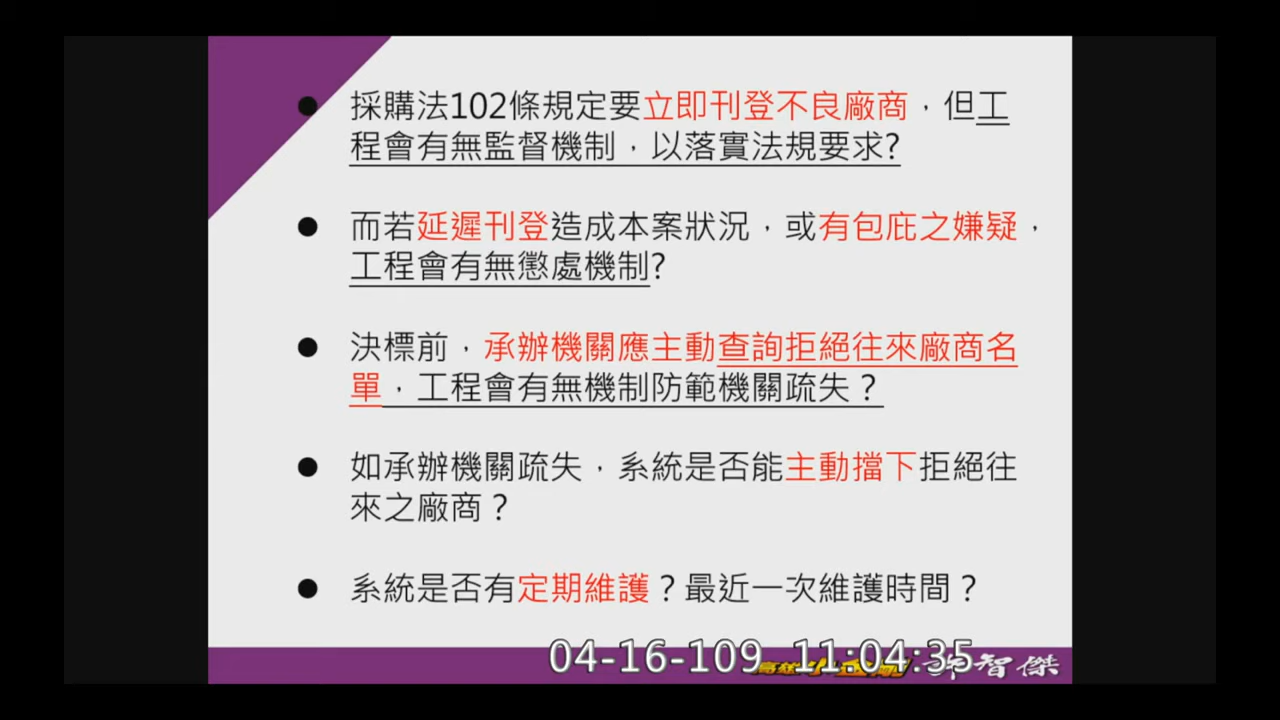 採購法102條規定要立即刊登不良廠商，但工
程會有無監督機制，以落實法規要求?
而若延遲刊登造成本案狀況，或有包庇之嫌疑，
工程會有無懲處機制?
決標前，承辦機關應主動查詢拒絕往來廠商名
單，工程會有無機制防範機關疏失？
如承辦機關疏失，系統是否能主動擋下拒絕往
來之廠商？
系統是否有定期維護？最近一次維護時間？
04-16-109 11:04:35
智傑